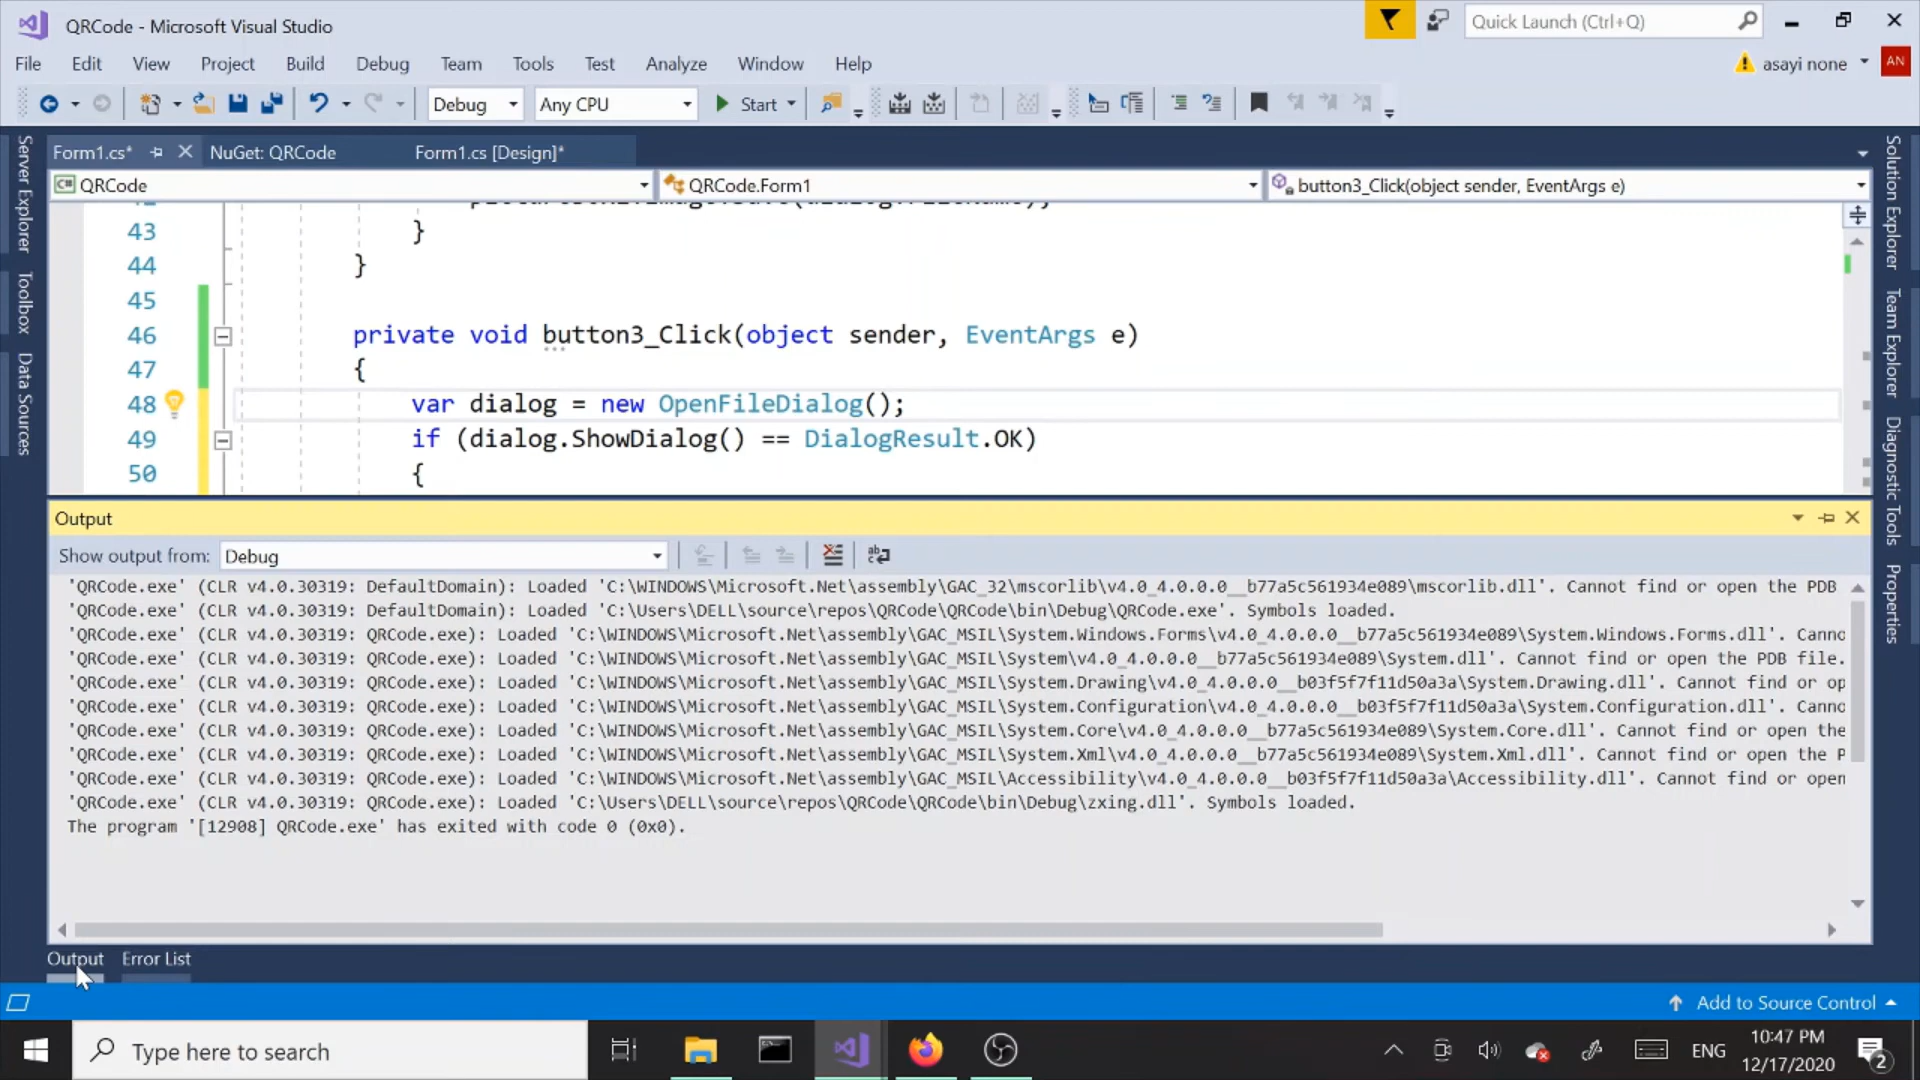 QRCode - Microsoft Visual Studio
Quick Launch (Ctrl+Q)
File Edit View Project Build Debug Team Tools Test Analyze Window Help
asayi none AN
Debug Any CPU Start
Form1.cs* NuGet: QRCode Form1.cs [Design]*
QRCode QRCode.Form1 button3_Click(object sender, EventArgs e)
Server Explorer
Toolbox
Data Sources
Solution Explorer
Team Explorer
Diagnostic Tools
Properties
43 }
44 }
45
46 private void button3_Click(object sender, EventArgs e)
47 {
48 var dialog = new OpenFileDialog();
49 if (dialog.ShowDialog() == DialogResult.OK)
50 {
Output
Show output from: Debug
'QRCode.exe' (CLR v4.0.30319: DefaultDomain): Loaded 'C:\WINDOWS\Microsoft.Net\assembly\GAC_32\mscorlib\v4.0_4.0.0.0__b77a5c561934e089\mscorlib.dll'. Cannot find or open the PDB
'QRCode.exe' (CLR v4.0.30319: DefaultDomain): Loaded 'C:\Users\DELL\source\repos\QRCode\QRCode\bin\Debug\QRCode.exe'. Symbols loaded.
'QRCode.exe' (CLR v4.0.30319: QRCode.exe): Loaded 'C:\WINDOWS\Microsoft.Net\assembly\GAC_MSIL\System.Windows.Forms\v4.0_4.0.0.0__b77a5c561934e089\System.Windows.Forms.dll'. Canno
'QRCode.exe' (CLR v4.0.30319: QRCode.exe): Loaded 'C:\WINDOWS\Microsoft.Net\assembly\GAC_MSIL\System\v4.0_4.0.0.0__b77a5c561934e089\System.dll'. Cannot find or open the PDB file.
'QRCode.exe' (CLR v4.0.30319: QRCode.exe): Loaded 'C:\WINDOWS\Microsoft.Net\assembly\GAC_MSIL\System.Drawing\v4.0_4.0.0.0__b03f5f7f11d50a3a\System.Drawing.dll'. Cannot find or op
'QRCode.exe' (CLR v4.0.30319: QRCode.exe): Loaded 'C:\WINDOWS\Microsoft.Net\assembly\GAC_MSIL\System.Configuration\v4.0_4.0.0.0__b03f5f7f11d50a3a\System.Configuration.dll'. Canno
'QRCode.exe' (CLR v4.0.30319: QRCode.exe): Loaded 'C:\WINDOWS\Microsoft.Net\assembly\GAC_MSIL\System.Core\v4.0_4.0.0.0__b77a5c561934e089\System.Core.dll'. Cannot find or open the
'QRCode.exe' (CLR v4.0.30319: QRCode.exe): Loaded 'C:\WINDOWS\Microsoft.Net\assembly\GAC_MSIL\System.Xml\v4.0_4.0.0.0__b77a5c561934e089\System.Xml.dll'. Cannot find or open the P
'QRCode.exe' (CLR v4.0.30319: QRCode.exe): Loaded 'C:\WINDOWS\Microsoft.Net\assembly\GAC_MSIL\Accessibility\v4.0_4.0.0.0__b03f5f7f11d50a3a\Accessibility.dll'. Cannot find or open
'QRCode.exe' (CLR v4.0.30319: QRCode.exe): Loaded 'C:\Users\DELL\source\repos\QRCode\QRCode\bin\Debug\zxing.dll'. Symbols loaded.
The program '[12908] QRCode.exe' has exited with code 0 (0x0).
Output Error List
Add to Source Control
Type here to search
ENG
10:47 PM
12/17/2020
2